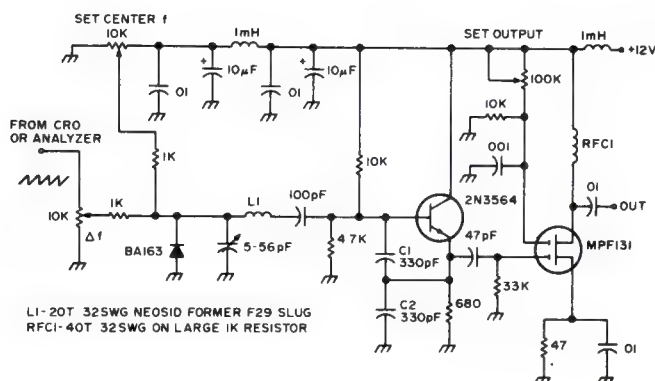 SET CENTER f
10K
1mH
SET OUTPUT
1mH
+12V
+
10µF
+
10µF
01
01
100K
10K
FROM CRO
OR ANALYZER
1K
10K
001
RFC1
1K
L1
100pF
2N3564
01
OUT
10K
Δf
BA163
5-56pF
4.7K
C1
330pF
47pF
MPF131
C2
330pF
680
33K
L1-20T 32SWG NEOSID FORMER F29 SLUG
RFC1-40T 32SWG ON LARGE 1K RESISTOR
47
01